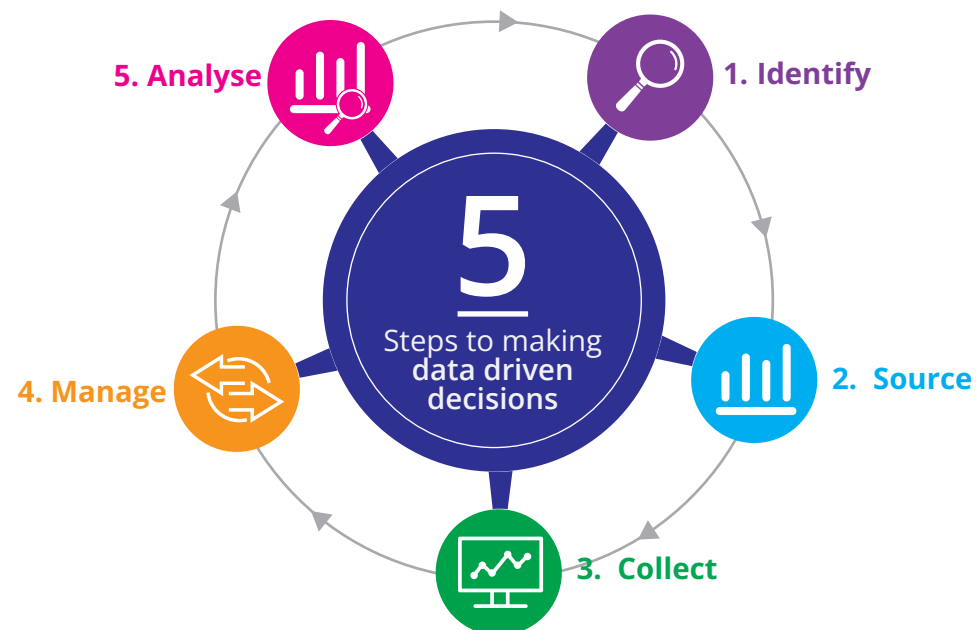 5
Steps to making
data driven
decisions
1. Identify
2. Source
3. Collect
4. Manage
5. Analyse